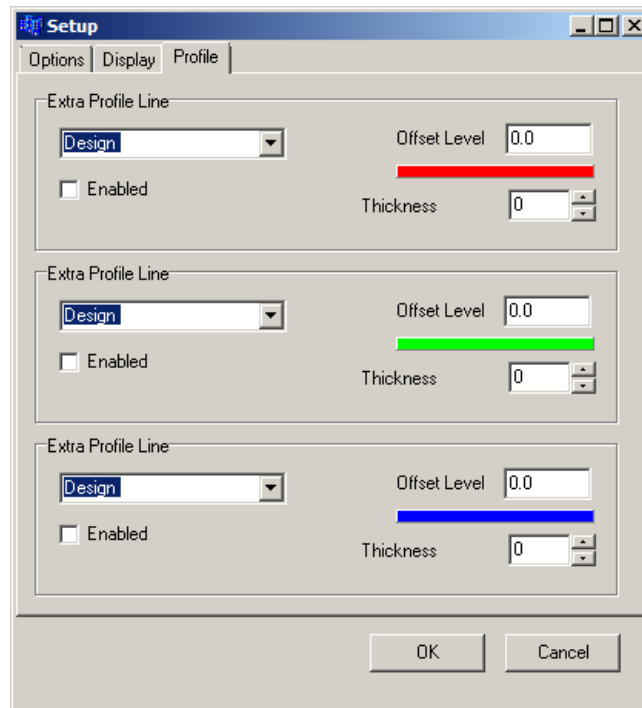 Setup
Options Display Profile
Extra Profile Line
Design Offset Level 0.0
Enabled
Thickness 0
Extra Profile Line
Design Offset Level 0.0
Enabled
Thickness 0
Extra Profile Line
Design Offset Level 0.0
Enabled
Thickness 0
OK Cancel